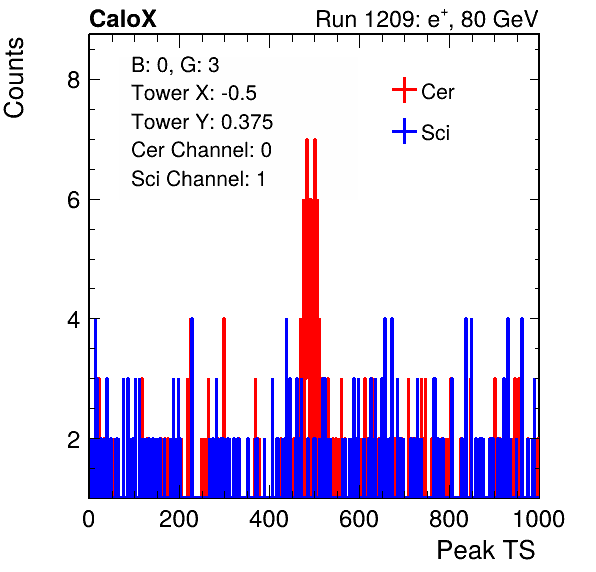 CaloX Run 1209: e⁺, 80 GeV
Counts
B: 0, G: 3
Tower X: -0.5
Tower Y: 0.375
Cer Channel: 0
Sci Channel: 1
Cer
Sci
8
6
4
2
0 200 400 600 800 1000
Peak TS